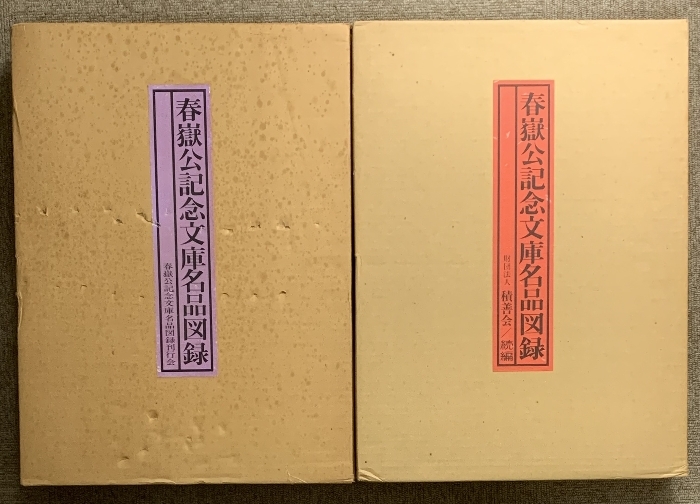 春嶽公記念文庫名品図録
春嶽公記念文庫名品図録刊行会
春嶽公記念文庫名品図録
財団法人 積善会/続編